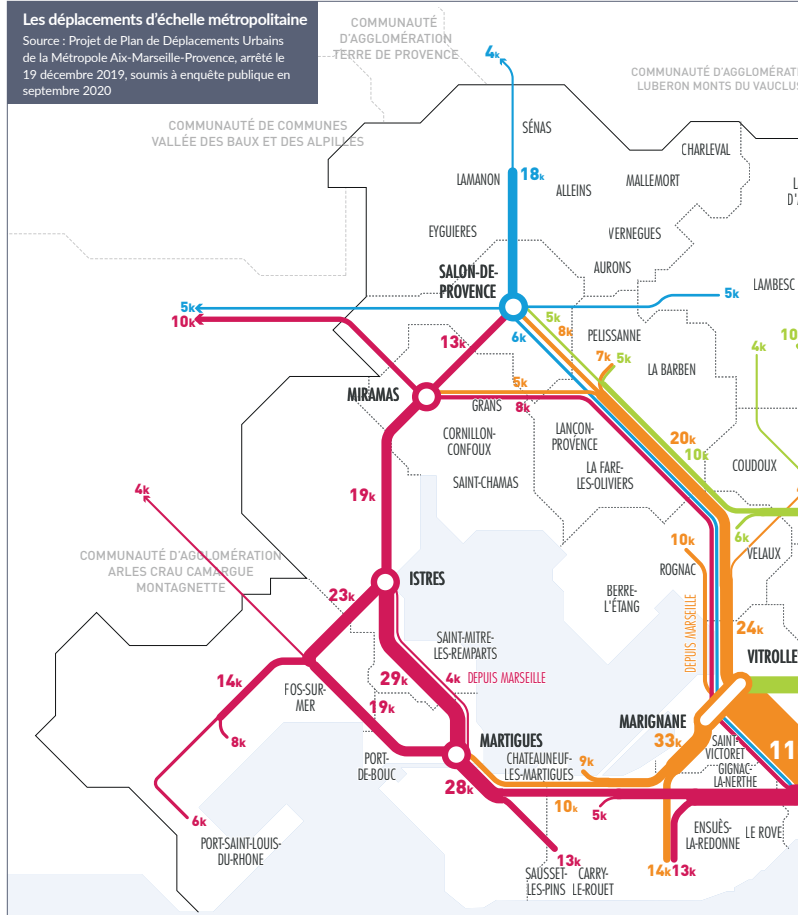 Les déplacements d'échelle métropolitaine
Source : Projet de Plan de Déplacements Urbains
de la Métropole Aix-Marseille-Provence, arrêté le
19 décembre 2019, soumis à enquête publique en
septembre 2020
COMMUNAUTÉ
D'AGGLOMÉRATION
TERRE DE PROVENCE
4k
COMMUNAUTÉ D'AGGLOMÉRATI
LUBERON MONTS DU VAUCLUS
COMMUNAUTÉ DE COMMUNES
VALLÉE DES BAUX ET DES ALPILLES
SÉNAS
CHARLEVAL
LAMANON
18k
ALLEINS
MALLEMORT
L
D'A
EYGUIERES
VERNEGUES
AURONS
SALON-DE-
PROVENCE
LAMBESC
5k
5k
10k
5k
8k
6k
13k
PELISSANNE
7k
5k
4k
10
LA BARBEN
MIRAMAS
5k
8k
GRANS
CORNILLON-
CONFOUX
LANÇON-
PROVENCE
20k
10k
LA FARE-
LES-OLIVIERS
COUDOUX
SAINT-CHAMAS
4k
19k
6k
10k
VELAUX
COMMUNAUTÉ D'AGGLOMÉRATION
ARLES CRAU CAMARGUE
MONTAGNETTE
ROGNAC
ISTRES
23k
BERRE-
L'ÉTANG
24k
DEPUIS MARSEILLE
SAINT-MITRE-
LES-REMPARTS
VITROLLE
29k
4k DEPUIS MARSEILLE
14k
FOS-SUR-
MER
19k
8k
MARTIGUES
MARIGNANE
33k
SAINT-
VICTORET
11
PORT-
DE-BOUC
CHATEAUNEUF-
LES-MARTIGUES
9k
GIGNAC-
LA-NERTHE
28k
10k
5k
6k
ENSUÈS-
LA-REDONNE
LE ROVE
PORT-SAINT-LOUIS-
DU-RHONE
13k
14k
13k
SAUSSET-
LES-PINS
CARRY-
LE-ROUET